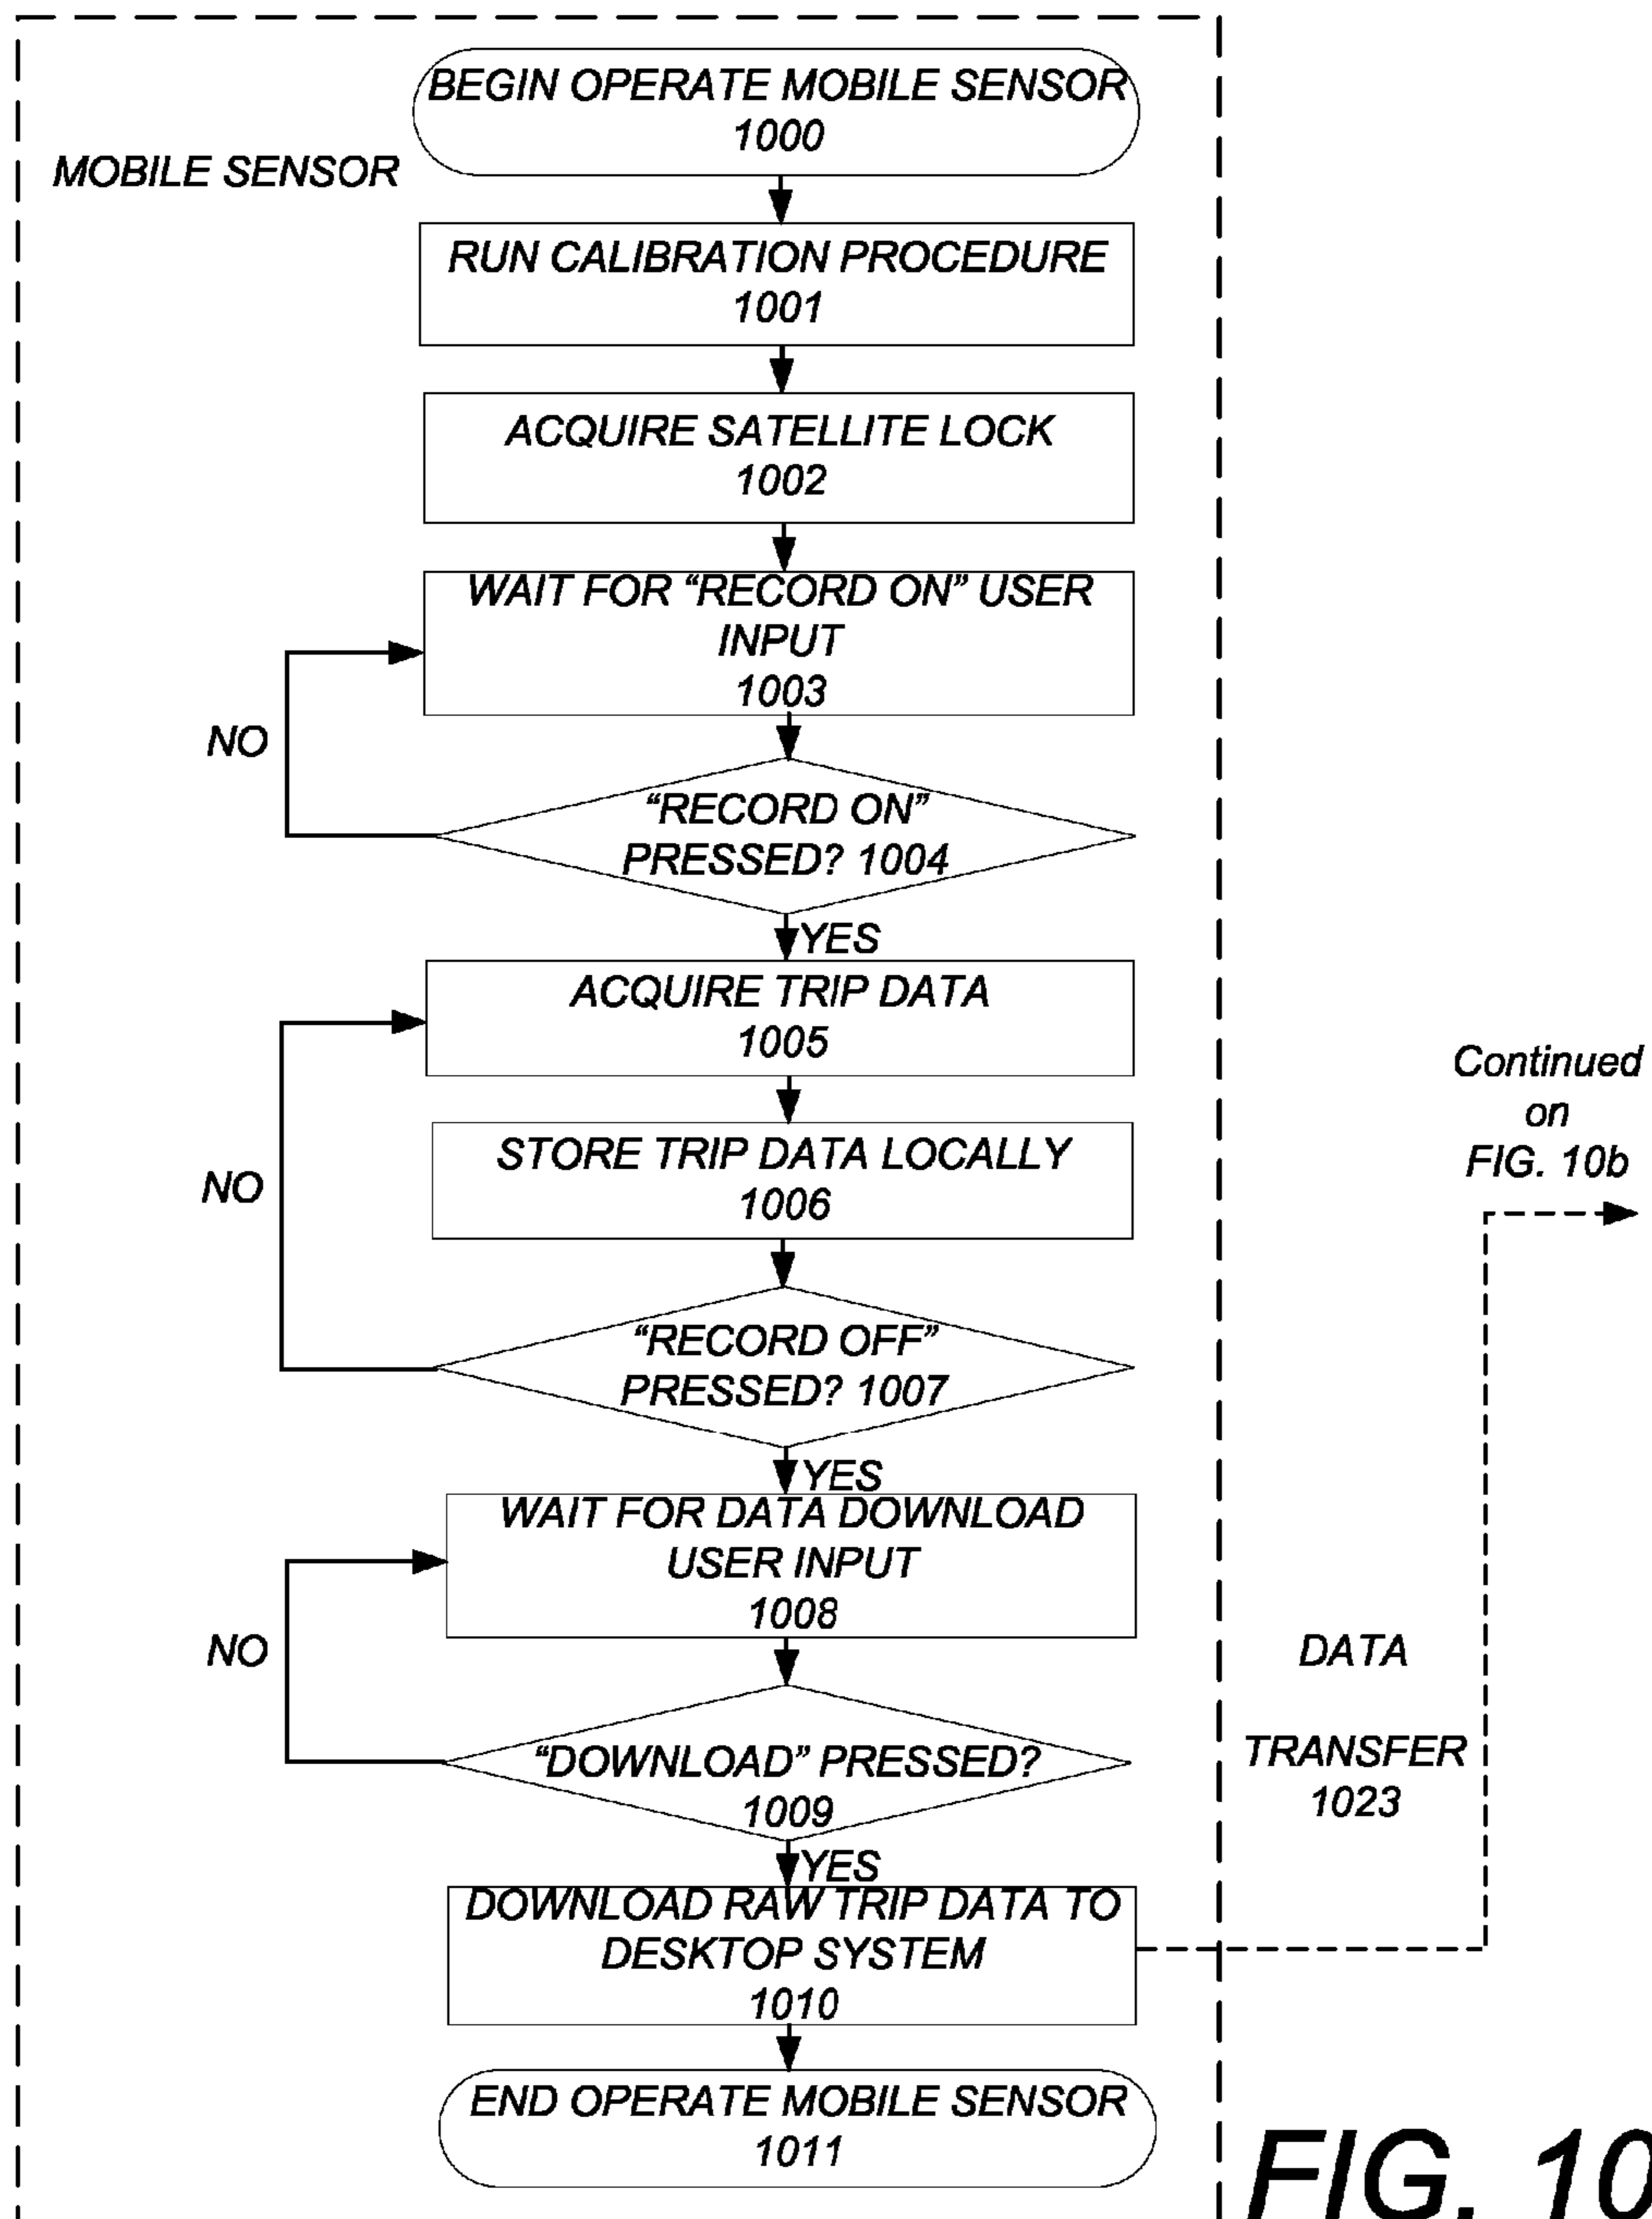 BEGIN OPERATE MOBILE SENSOR
1000
MOBILE SENSOR
RUN CALIBRATION PROCEDURE
1001
ACQUIRE SATELLITE LOCK
1002
WAIT FOR “RECORD ON” USER
INPUT
1003
NO
“RECORD ON”
PRESSED? 1004
YES
ACQUIRE TRIP DATA
1005
STORE TRIP DATA LOCALLY
1006
NO
“RECORD OFF”
PRESSED? 1007
YES
WAIT FOR DATA DOWNLOAD
USER INPUT
1008
NO
“DOWNLOAD” PRESSED?
1009
YES
DOWNLOAD RAW TRIP DATA TO
DESKTOP SYSTEM
1010
END OPERATE MOBILE SENSOR
1011
Continued
on
FIG. 10b
DATA
TRANSFER
1023
FIG. 10